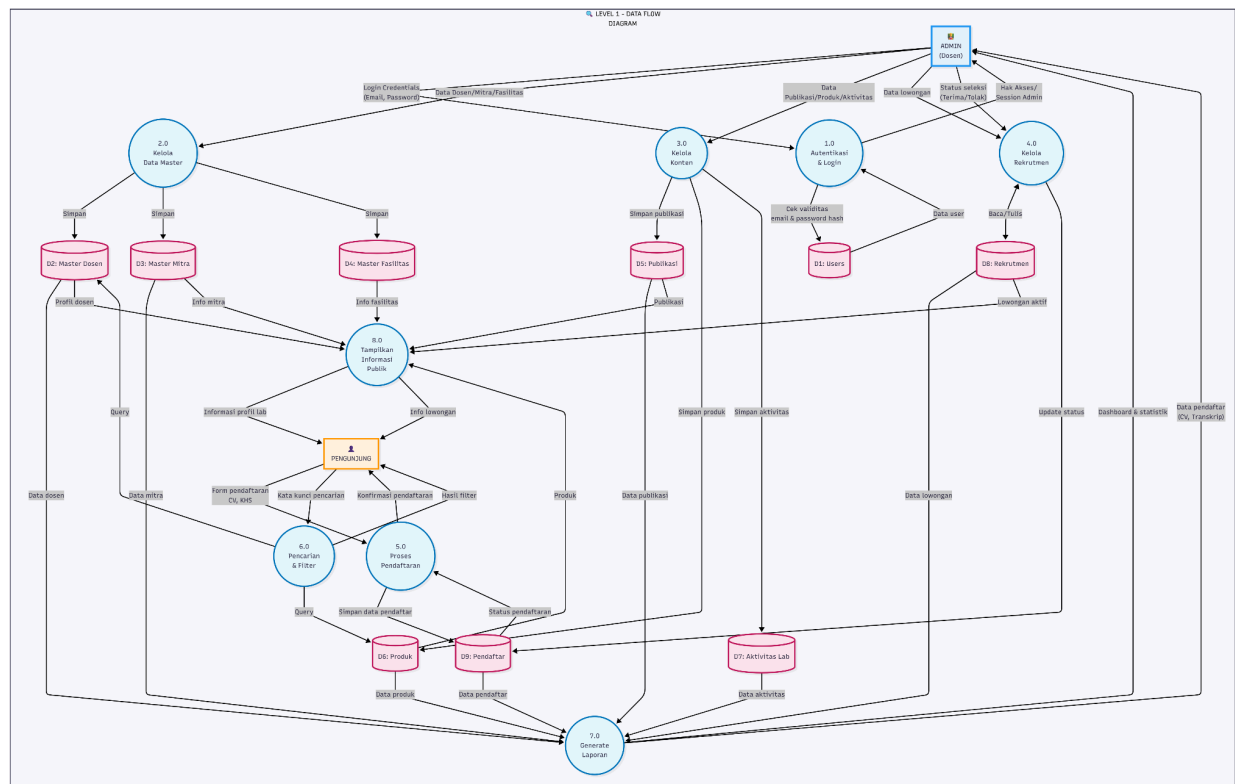 LEVEL 1 - DATA FLOW
DIAGRAM
ADMIN
(Dosen)
Login Credentials
(Email, Password)
Data Dosen/Mitra/Fasilitas
Data
Publikasi/Produk/Aktivitas
Data lowongan
Status seleksi
(Terima/Tolak)
Hak Akses/
Session Admin
2.0
Kelola
Data Master
3.0
Kelola
Konten
1.0
Autentikasi
& Login
4.0
Kelola
Rekrutmen
Simpan
Simpan
Simpan
Simpan publikasi
Cek validitas
email & password hash
Data user
Baca/tulis
D2: Master Dosen
D3: Master Mitra
D4: Master Fasilitas
D5: Publikasi
D1: Users
D8: Rekrutmen
Profil dosen
Info mitra
Info fasilitas
Publikasi
Lowongan aktif
8.0
Tampilkan
Informasi
Publik
Query
Informasi profil lab
Info lowongan
Simpan produk
Simpan aktivitas
Update status
Dashboard & statistik
Data pendaftar
(CV, Transkrip)
PENGUNJUNG
Data dosen
Data mitra
Form pendaftaran
CV, KHS
Kata kunci pencarian
Konfirmasi pendaftaran
Hasil filter
Produk
Data publikasi
Data lowongan
6.0
Pencarian
& Filter
5.0
Proses
Pendaftaran
Query
Simpan data pendaftar
Status pendaftaran
D6: Produk
D9: Pendaftar
D7: Aktivitas Lab
Data produk
Data pendaftar
Data aktivitas
7.0
Generate
Laporan